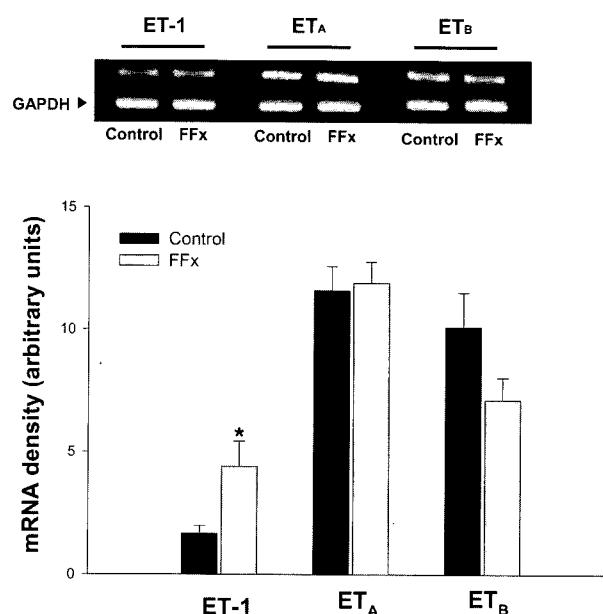 ET-1 ETA ETB
GAPDH
Control FFx Control FFx Control FFx
mRNA density (arbitrary units)
15
10
5
0
Control
FFx
*
ET-1 ETA ETB